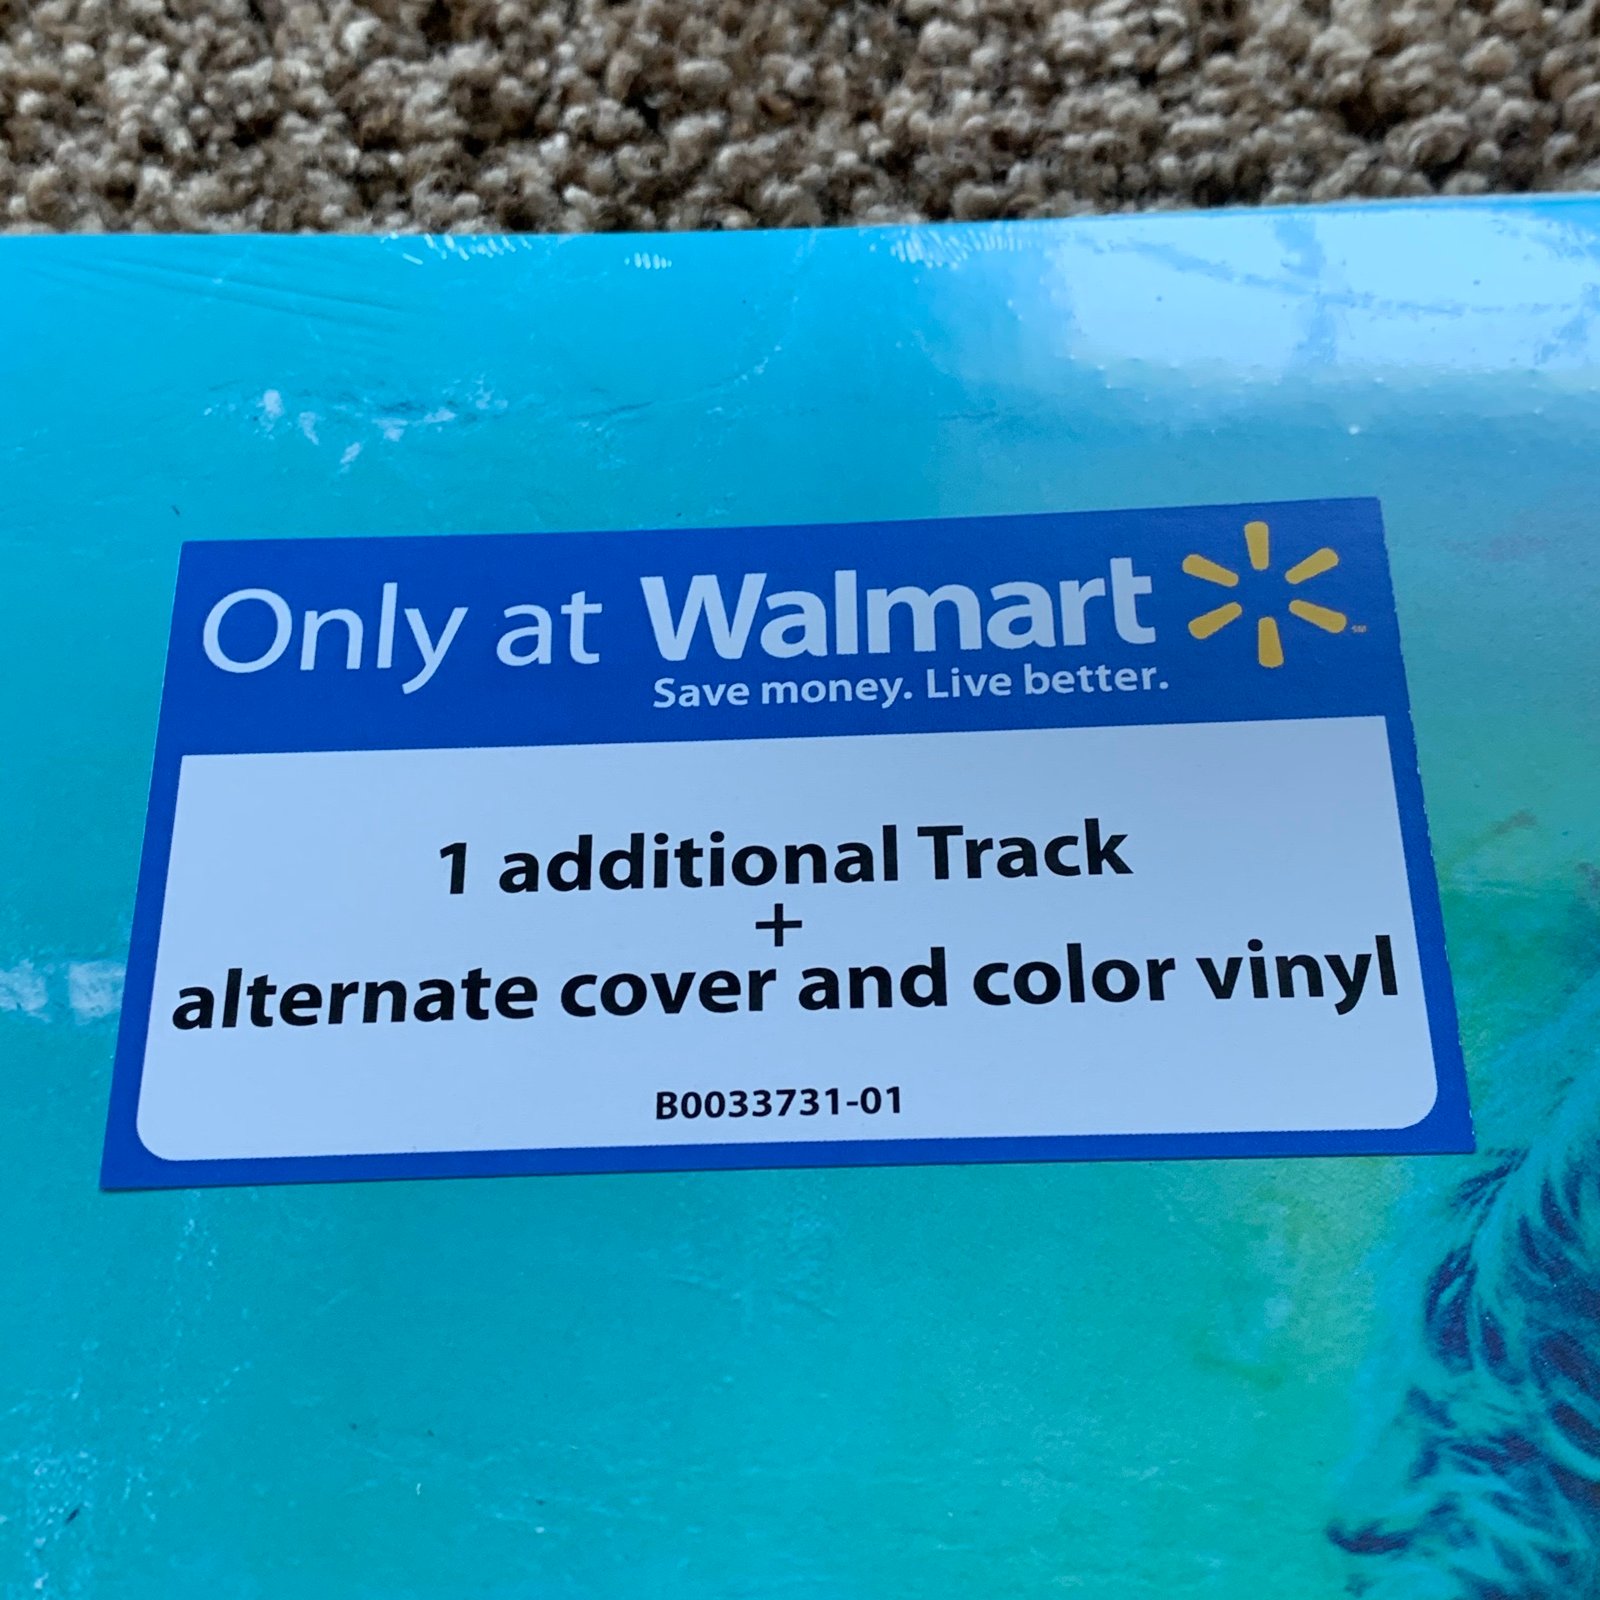 Only at Walmart
Save money. Live better.
1 additional Track
+
alternate cover and color vinyl
B0033731-01